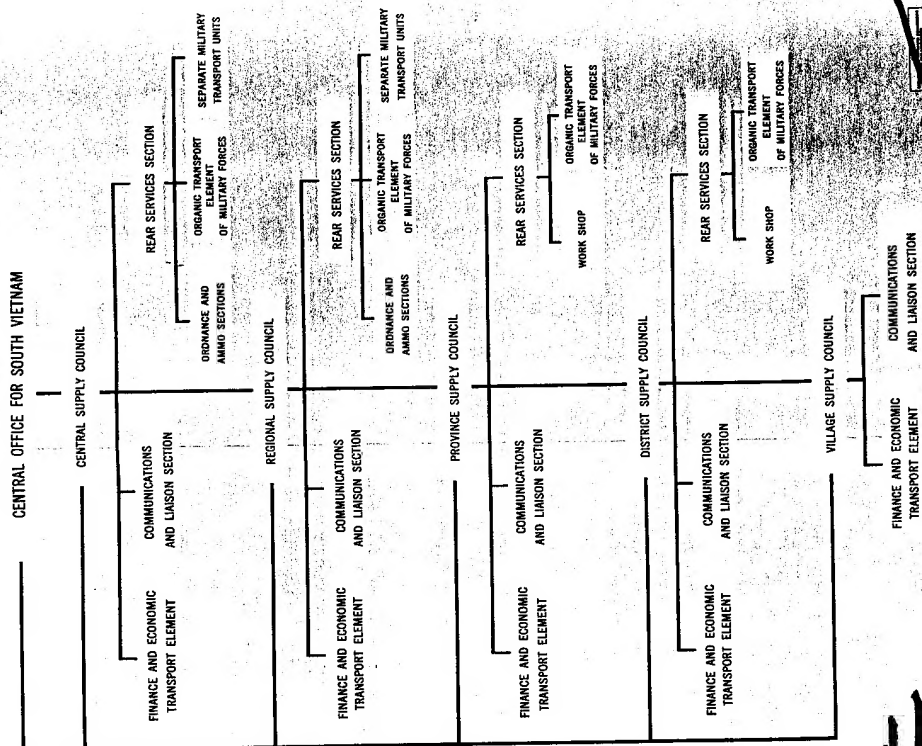 CENTRAL OFFICE FOR SOUTH VIETNAM
CENTRAL SUPPLY COUNCIL
FINANCE AND ECONOMIC
TRANSPORT ELEMENT
COMMUNICATIONS
AND LIAISON SECTION
REAR SERVICES SECTION
ORDNANCE AND
AMMO SECTIONS
ORGANIC TRANSPORT
ELEMENT
OF MILITARY FORCES
SEPARATE MILITARY
TRANSPORT UNITS
REGIONAL SUPPLY COUNCIL
FINANCE AND ECONOMIC
TRANSPORT ELEMENT
COMMUNICATIONS
AND LIAISON SECTION
REAR SERVICES SECTION
ORDNANCE AND
AMMO SECTIONS
ORGANIC TRANSPORT
ELEMENT
OF MILITARY FORCES
SEPARATE MILITARY
TRANSPORT UNITS
PROVINCE SUPPLY COUNCIL
FINANCE AND ECONOMIC
TRANSPORT ELEMENT
COMMUNICATIONS
AND LIAISON SECTION
REAR SERVICES SECTION
WORK SHOP
ORGANIC TRANSPORT
ELEMENT
OF MILITARY FORCES
DISTRICT SUPPLY COUNCIL
FINANCE AND ECONOMIC
TRANSPORT ELEMENT
COMMUNICATIONS
AND LIAISON SECTION
REAR SERVICES SECTION
WORK SHOP
ORGANIC TRANSPORT
ELEMENT
OF MILITARY FORCES
VILLAGE SUPPLY COUNCIL
FINANCE AND ECONOMIC
TRANSPORT ELEMENT
COMMUNICATIONS
AND LIAISON SECTION